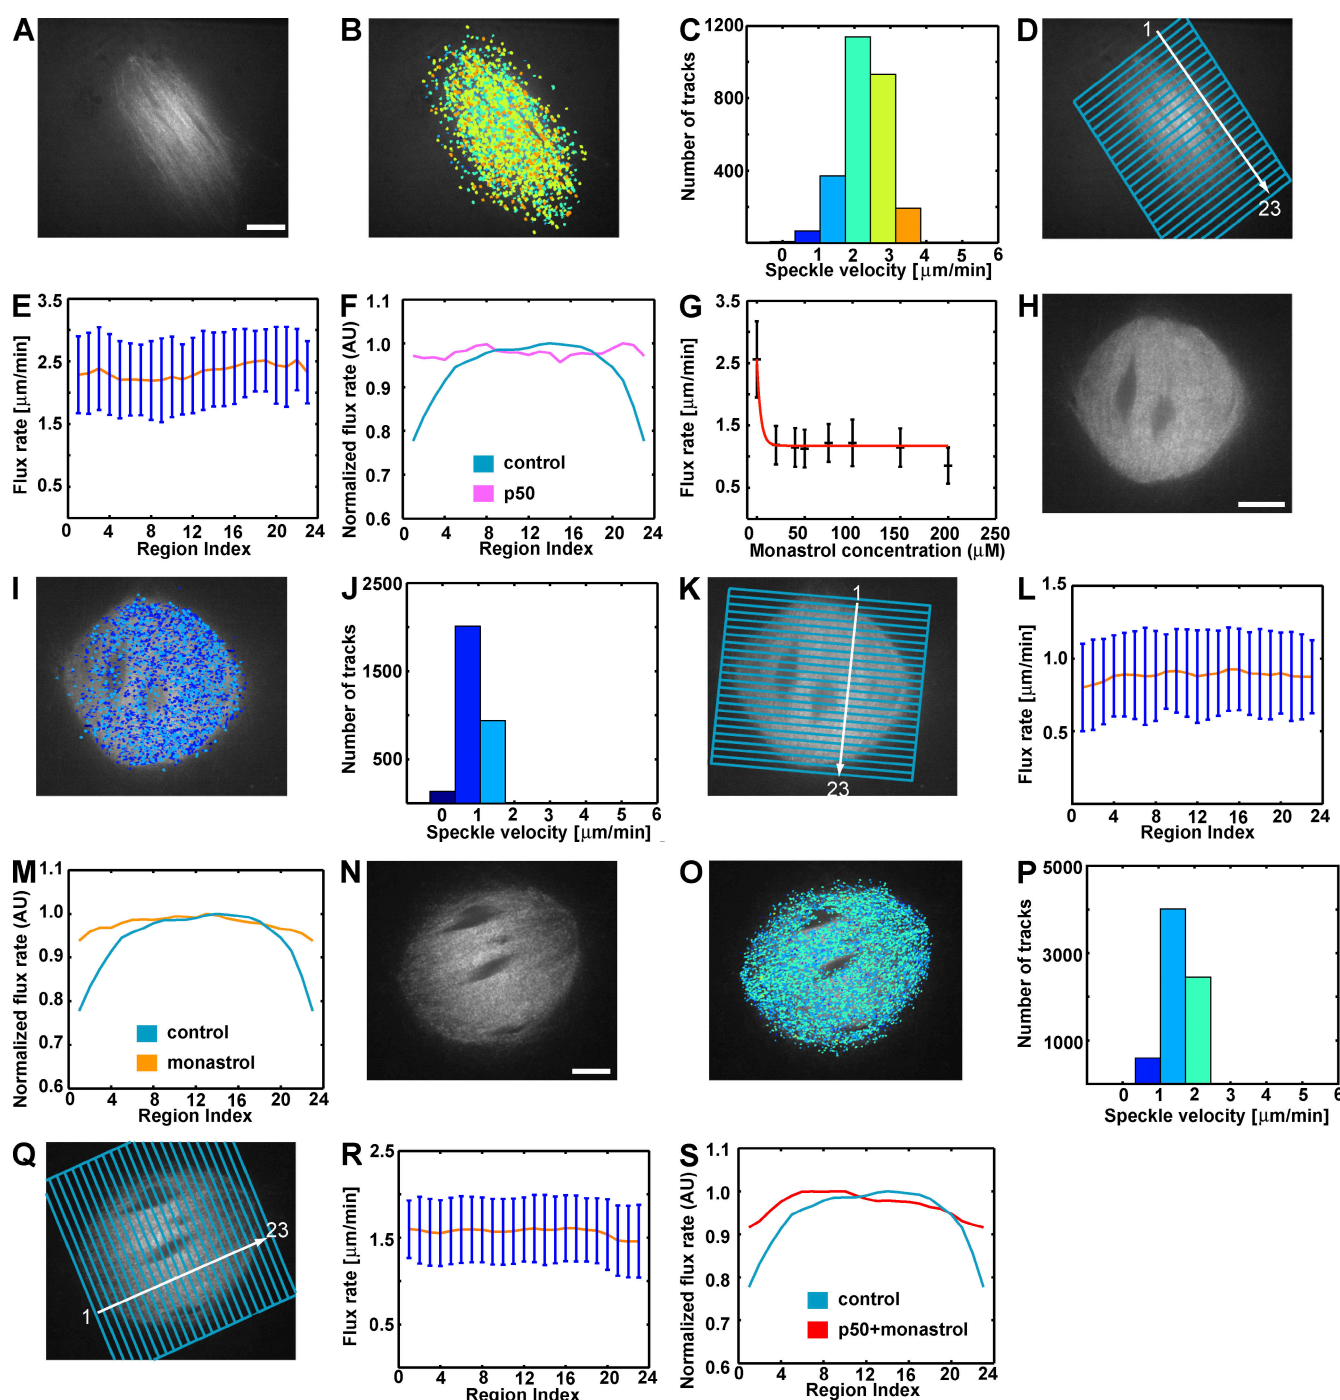 A
B
C
1200
800
400
Number of tracks
0 1 2 3 4 5 6
Speckle velocity [μm/min]
D
1
23
E
3.5
2.5
1.5
0.5
Flux rate [μm/min]
0 4 8 12 16 20 24
Region Index
F
1.1
1.0
0.9
0.8
0.7
0.6
Normalized flux rate (AU)
control
p50
0 4 8 12 16 20 24
Region Index
G
3.5
2.5
1.5
0.5
Flux rate [μm/min]
0 50 100 150 200 250
Monastrol concentration (μM)
H
I
J
2500
1500
500
Number of tracks
0 1 2 3 4 5 6
Speckle velocity [μm/min]
K
1
23
L
1.5
1.0
0.5
Flux rate [μm/min]
0 4 8 12 16 20 24
Region Index
M
1.1
1.0
0.9
0.8
0.7
0.6
Normalized flux rate (AU)
control
monastrol
0 4 8 12 16 20 24
Region Index
N
O
P
5000
3000
1000
Number of tracks
0 1 2 3 4 5 6
Speckle velocity [μm/min]
Q
1
23
R
2.5
1.5
0.5
Flux rate [μm/min]
0 4 8 12 16 20 24
Region Index
S
1.1
1.0
0.9
0.8
0.7
0.6
Normalized flux rate (AU)
control
p50+monastrol
0 4 8 12 16 20 24
Region Index